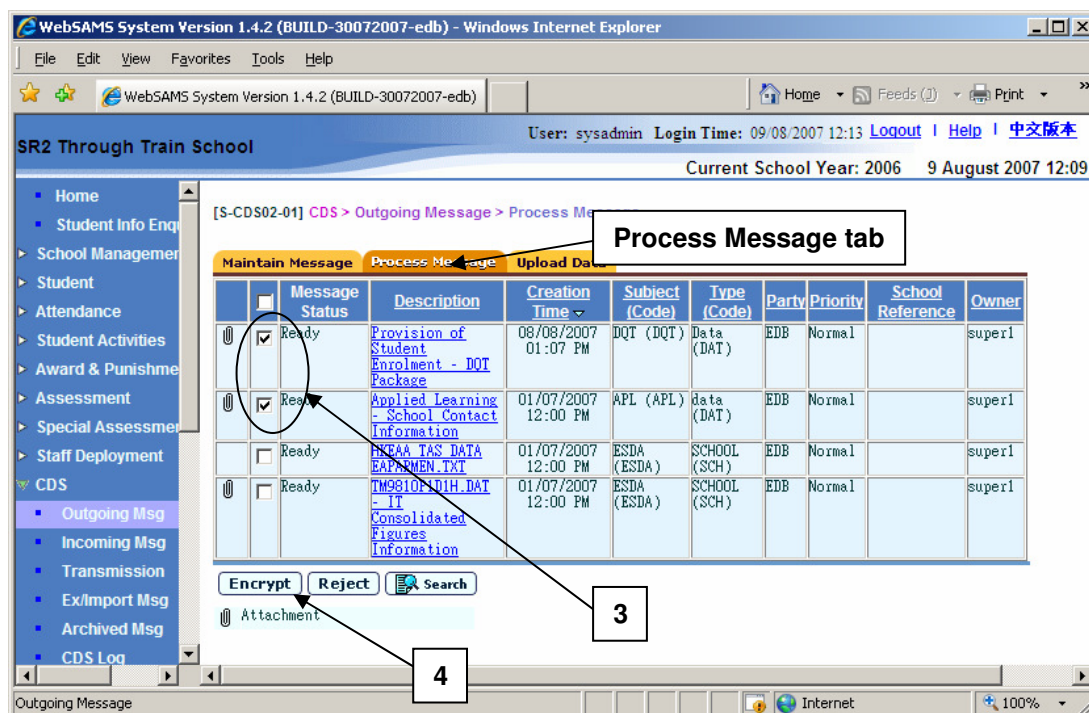 WebSAMS System Version 1.4.2 (BUILD-30072007-edb) - Windows Internet Explorer
File Edit View Favorites Tools Help
WebSAMS System Version 1.4.2 (BUILD-30072007-edb)
Home Feeds (J) Print »
SR2 Through Train School
User: sysadmin Login Time: 09/08/2007 12:13 Logout | Help | 中文版本
Current School Year: 2006 9 August 2007 12:09
Home
Student Info Enq
School Managemer
Student
Attendance
Student Activities
Award & Punishme
Assessment
Special Assessmer
Staff Deployment
CDS
Outgoing Msg
Incoming Msg
Transmission
Ex/Import Msg
Archived Msg
CDS Log
[S-CDS02-01] CDS > Outgoing Message > Process Me
Process Message tab
Maintain Message Process Message Upload Data
Message Status Description Creation Time Subject (Code) Type (Code) Party Priority School Reference Owner
Ready Provision of Student Enrolment - DQT Package 08/08/2007 01:07 PM DQT (DQT) Data (DAT) EDB Normal super1
Ready Applied Learning - School Contact Information 01/07/2007 12:00 PM APL (APL) data (DAT) EDB Normal super1
Ready HKEAA TAS DATA EAPARMEN.TXT 01/07/2007 12:00 PM ESDA (ESDA) SCHOOL (SCH) EDB Normal super1
Ready TM9810P1D1H.DAT - IT Consolidated Figures Information 01/07/2007 12:00 PM ESDA (ESDA) SCHOOL (SCH) EDB Normal super1
Encrypt Reject Search
Attachment
3
4
Outgoing Message Internet 100%